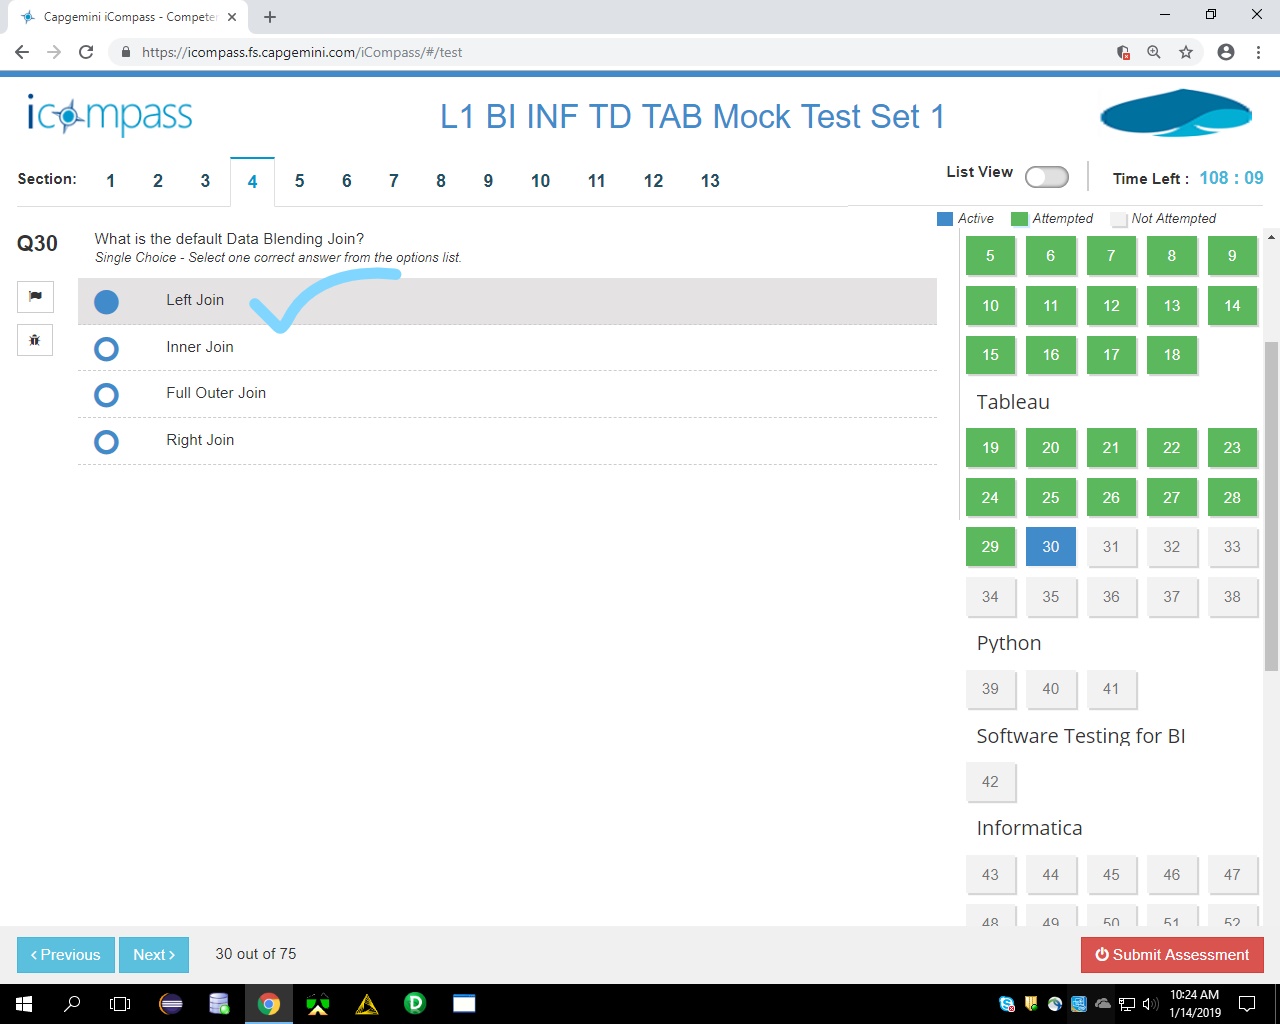 Capgemini iCompass - Competen
https://icompass.fs.capgemini.com/iCompass/#/test
icompass
L1 BI INF TD TAB Mock Test Set 1
Section: 1 2 3 4 5 6 7 8 9 10 11 12 13
List View
Time Left : 108 : 09
Active Attempted Not Attempted
Q30
What is the default Data Blending Join?
Single Choice - Select one correct answer from the options list.
Left Join
Inner Join
Full Outer Join
Right Join
5 6 7 8 9
10 11 12 13 14
15 16 17 18
Tableau
19 20 21 22 23
24 25 26 27 28
29 30 31 32 33
34 35 36 37 38
Python
39 40 41
Software Testing for BI
42
Informatica
43 44 45 46 47
48 49 50 51 52
‹ Previous
Next ›
30 out of 75
Submit Assessment
10:24 AM
1/14/2019